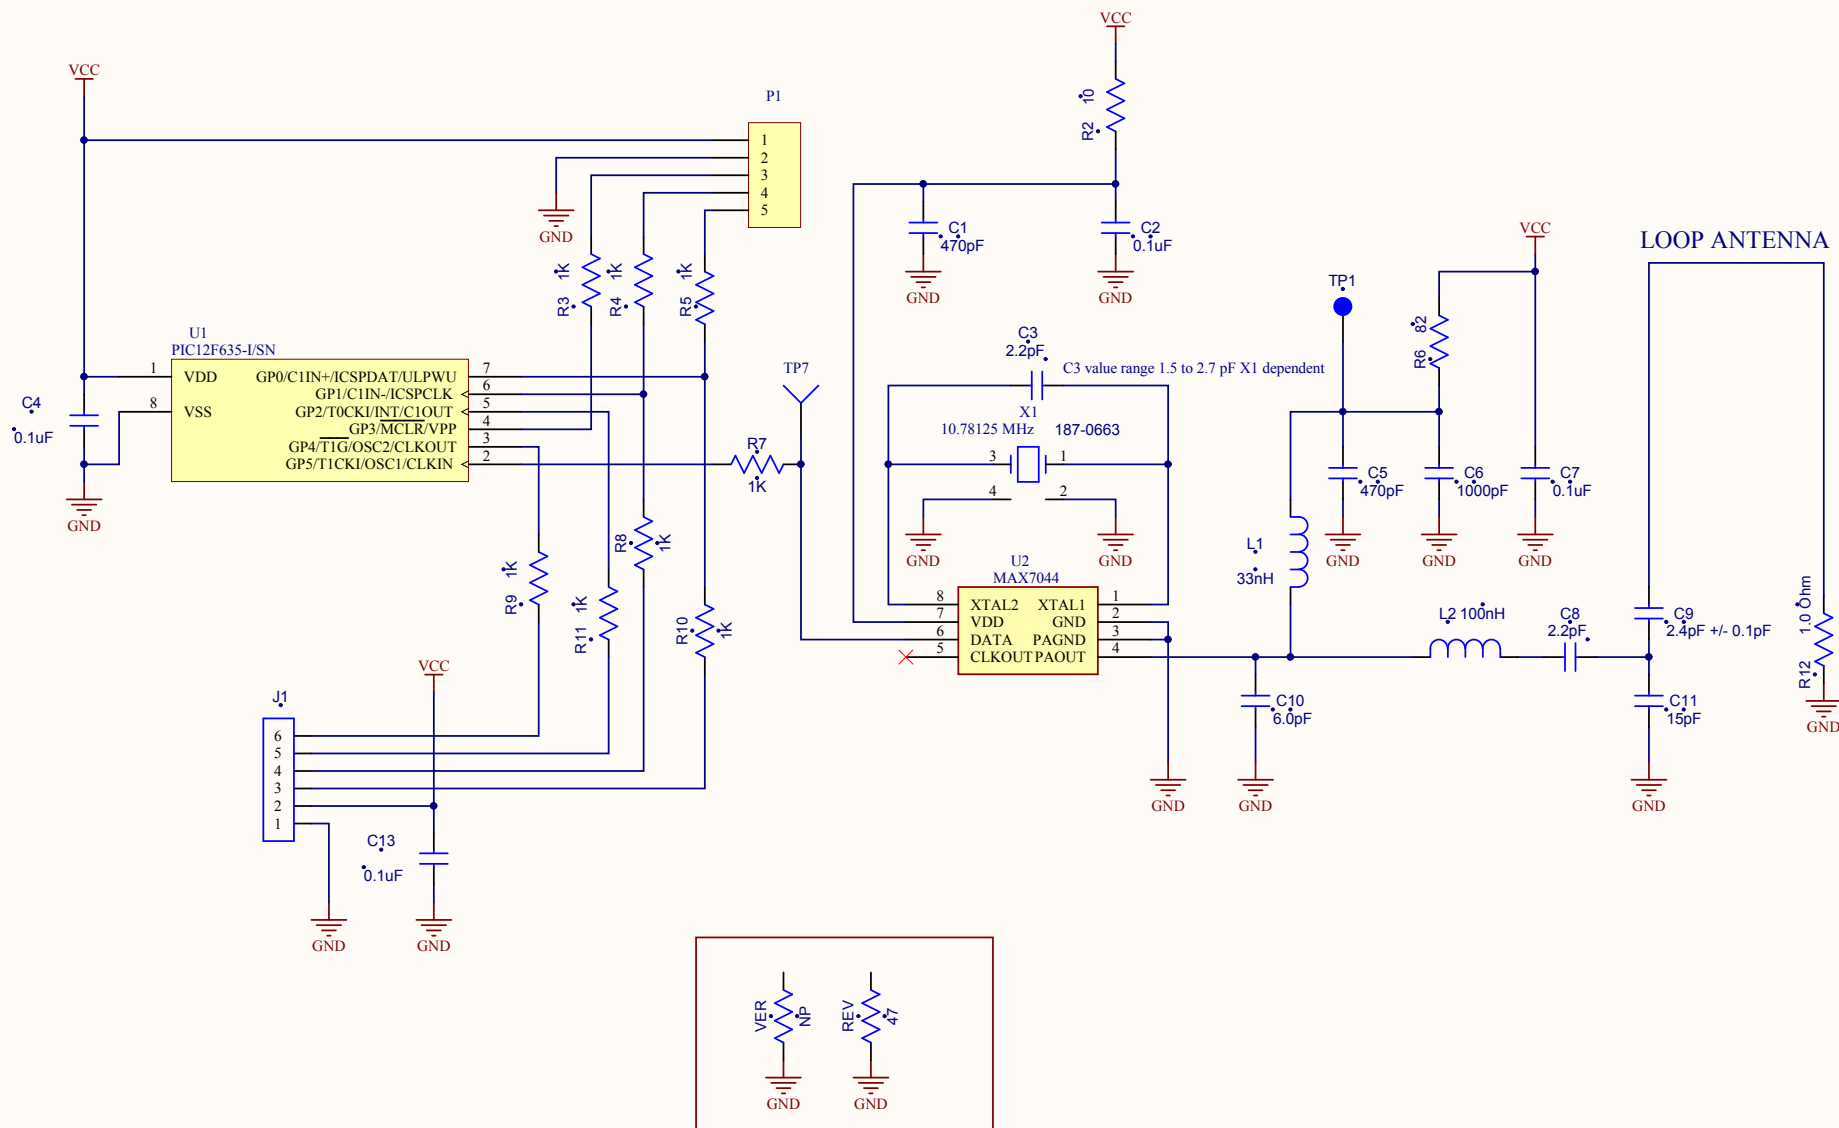 VCC
VCC
P1
10
R2
1
2
3
4
5
GND
C1
470pF
C2
0.1uF
GND
GND
VCC
LOOP ANTENNA
R3 1K
R4 1K
R5 1K
TP1
R6 82
U1
PIC12F635-I/SN
1 VDD
8 VSS
GP0/C1IN+/ICSPDAT/ULPWU 7
GP1/C1IN-/ICSPCLK 6
GP2/T0CKI/INT/C1OUT 5
GP3/MCLR/VPP 4
GP4/T1G/OSC2/CLKOUT 3
GP5/T1CKI/OSC1/CLKIN 2
C4
0.1uF
GND
TP7
R7
1K
C3
2.2pF
C3 value range 1.5 to 2.7 pF X1 dependent
X1
10.78125 MHz 187-0663
3 1
4 2
GND
GND
C5
470pF
C6
1000pF
C7
0.1uF
GND
GND
GND
L1
33nH
U2
MAX7044
8 XTAL2 XTAL1 1
7 VDD GND 2
6 DATA PAGND 3
5 CLKOUT PAOUT 4
R9 1K
R11 1K
R8 1K
R10 1K
L2 100nH
C8
2.2pF
C9
2.4pF +/- 0.1pF
R12 1.0 Ohm
GND
C10
6.0pF
C11
15pF
GND
GND
GND
VCC
J1
6
5
4
3
2
1
C13
0.1uF
GND
GND
VER NP
REV 47
GND
GND